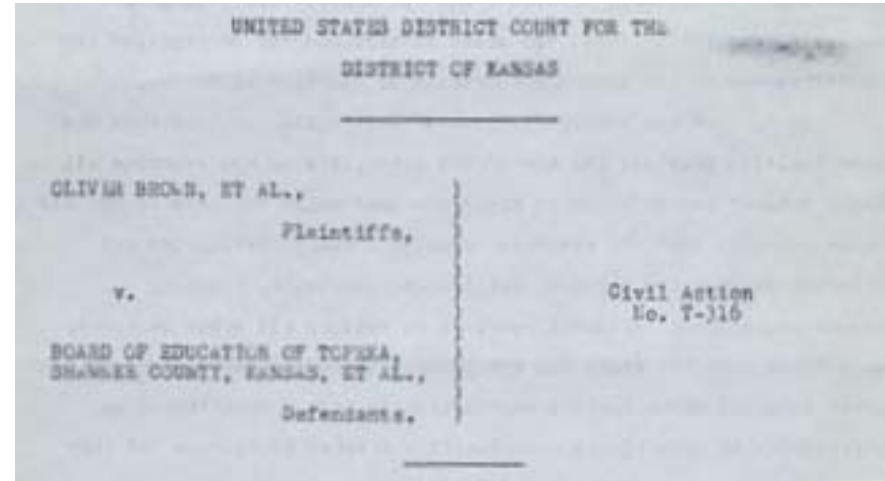 UNITED STATES DISTRICT COURT FOR THE
DISTRICT OF KANSAS
OLIVER BROWN, ET AL.,
Plaintiffs,
v.
Civil Action
No. T-316
BOARD OF EDUCATION OF TOPEKA,
SHAWNEE COUNTY, KANSAS, ET AL.,
Defendants.